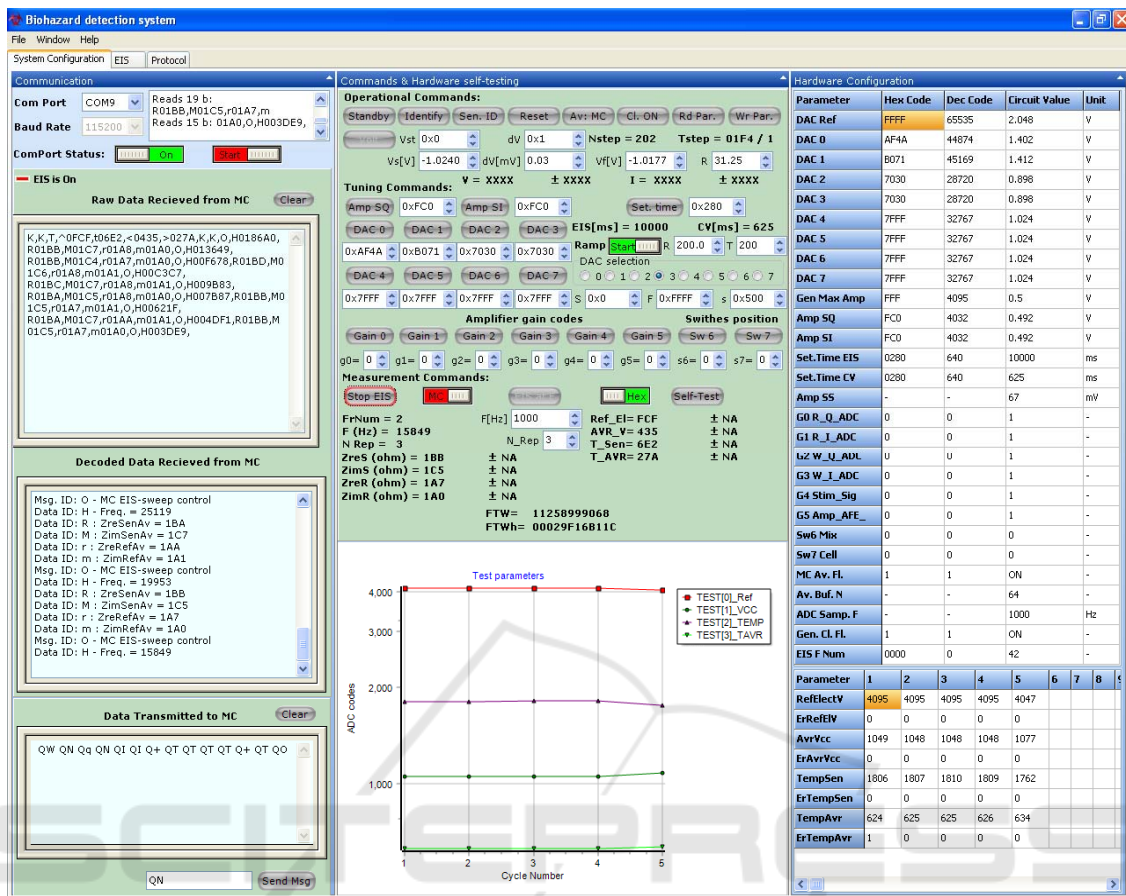 Biohazard detection system
File Window Help
System Configuration EIS Protocol
Communication
Com Port COM9
Baud Rate 115200
Reads 19 b:
R01BB,M01C5,r01A7,m
Reads 15 b: 01A0,O,H003DE9,
ComPort Status: On Start
EIS is On
Raw Data Recieved from MC Clear
K,K,T,^0FCF,t06E2,<0435,>027A,K,K,O,H0186A0,
R01BB,M01C7,r01A8,m01A0,O,H013649,
R01BA,M01C4,r01A7,m01A0,O,H00F678,R01BD,M0
1C6,r01A8,m01A1,O,H00C3C7,
R01BC,M01C7,r01A8,m01A1,O,H009B83,
R01BA,M01C5,r01A8,m01A0,O,H007B87,R01BB,M0
1C5,r01A7,m01A1,O,H00621F,
R01BA,M01C7,r01AA,m01A1,O,H004DF1,R01BB,M
01C5,r01A7,m01A0,O,H003DE9,
Decoded Data Recieved from MC
Msg. ID: O - MC EIS-sweep control
Data ID: H - Freq. = 25119
Data ID: R : ZreSenAv = 1BA
Data ID: M : ZimSenAv = 1C7
Data ID: r : ZreRefAv = 1AA
Data ID: m : ZimRefAv = 1A1
Msg. ID: O - MC EIS-sweep control
Data ID: H - Freq. = 19953
Data ID: R : ZreSenAv = 1BB
Data ID: M : ZimSenAv = 1C5
Data ID: r : ZreRefAv = 1A7
Data ID: m : ZimRefAv = 1A0
Msg. ID: O - MC EIS-sweep control
Data ID: H - Freq. = 15849
Data Transmitted to MC Clear
QW QN Qq QN QI QI Q+ QT QT QT QT Q+ QT QO
QN Send Msg
Commands & Hardware self-testing
Operational Commands:
Standby Identify Sen. ID Reset Av: MC Cl. ON Rd Par. Wr Par.
Vst 0x0 dV 0x1 Nstep = 202 Tstep = 01F4 / 1
Vs[V] -1.0240 dV[mV] 0.03 Vf[V] -1.0177 R 31.25
V = XXXX ± XXXX I = XXXX ± XXXX
Tuning Commands:
Amp SQ 0xFC0 Amp SI 0xFC0 Set. time 0x280
DAC 0 DAC 1 DAC 2 DAC 3 EIS[ms] = 10000 CV[ms] = 625
0xAF4A 0xB071 0x7030 0x7030 Ramp Start R 200.0 T 200
DAC selection
DAC 4 DAC 5 DAC 6 DAC 7 0 1 2 3 4 5 6 7
0x7FFF 0x7FFF 0x7FFF 0x7FFF S 0x0 F 0xFFFF s 0x500
Amplifier gain codes Swithes position
Gain 0 Gain 1 Gain 2 Gain 3 Gain 4 Gain 5 Sw 6 Sw 7
g0= 0 g1= 0 g2= 0 g3= 0 g4= 0 g5= 0 s6= 0 s7= 0
Measurement Commands:
Stop EIS MC Hex Self-Test
FrNum = 2 F[Hz] 1000 Ref_El= FCF ± NA
F (Hz) = 15849 AVR_V= 435 ± NA
N Rep = 3 N_Rep 3 T_Sen= 6E2 ± NA
ZreS (ohm) = 1BB ± NA T_AVR= 27A ± NA
ZimS (ohm) = 1C5 ± NA
ZreR (ohm) = 1A7 ± NA
ZimR (ohm) = 1A0 ± NA
FTW= 11258999068
FTWh= 00029F16B11C
Test parameters
ADC codes
4,000
3,000
2,000
1,000
1 2 3 4 5
Cycle Number
TEST[0]_Ref
TEST[1]_VCC
TEST[2]_TEMP
TEST[3]_TAVR
Hardware Configuration
Parameter Hex Code Dec Code Circuit Value Unit
DAC Ref FFFF 65535 2.048 V
DAC 0 AF4A 44874 1.402 V
DAC 1 B071 45169 1.412 V
DAC 2 7030 28720 0.898 V
DAC 3 7030 28720 0.898 V
DAC 4 7FFF 32767 1.024 V
DAC 5 7FFF 32767 1.024 V
DAC 6 7FFF 32767 1.024 V
DAC 7 7FFF 32767 1.024 V
Gen Max Amp FFF 4095 0.5 V
Amp SQ FC0 4032 0.492 V
Amp SI FC0 4032 0.492 V
Set.Time EIS 0280 640 10000 ms
Set.Time CV 0280 640 625 ms
Amp SS - - 67 mV
G0 R_Q_ADC 0 0 1 -
G1 R_I_ADC 0 0 1 -
G2 W_Q_ADC 0 0 1 -
G3 W_I_ADC 0 0 1 -
G4 Stim_Sig 0 0 1 -
G5 Amp_AFE_ 0 0 1 -
Sw6 Mix 0 0 0 -
Sw7 Cell 0 0 0 -
MC Av. Fl. 1 1 ON -
Av. Buf. N - - 64 -
ADC Samp. F - - 1000 Hz
Gen. Cl. Fl. 1 1 ON -
EIS F Num 0000 0 42 -
Parameter 1 2 3 4 5 6 7 8
RefElectV 4095 4095 4095 4095 4047
ErRefElV 0 0 0 0 0
AvrVcc 1049 1048 1048 1048 1077
ErAvrVcc 0 0 0 0 0
TempSen 1806 1807 1810 1809 1762
ErTempSen 0 0 0 0 0
TempAvr 624 625 625 626 634
ErTempAvr 1 0 0 0 0
SCITEPRESS